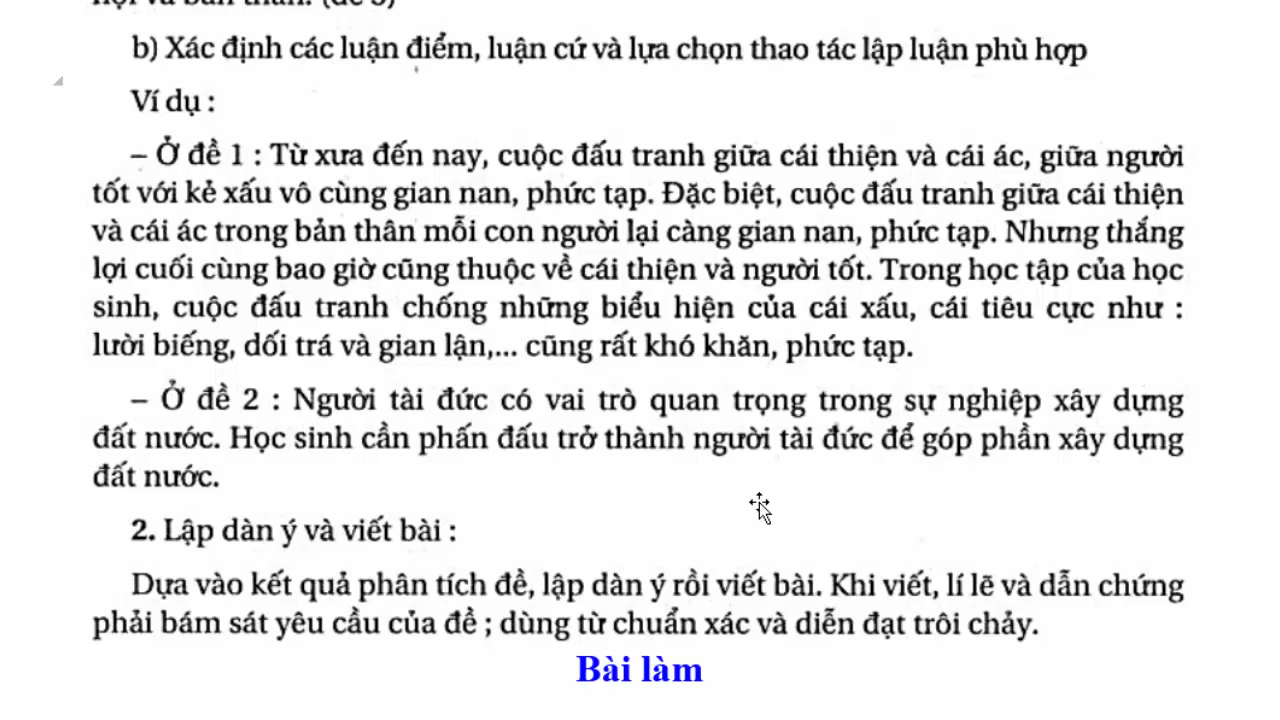 b) Xác định các luận điểm, luận cứ và lựa chọn thao tác lập luận phù hợp
Ví dụ :
– Ở đề 1 : Từ xưa đến nay, cuộc đấu tranh giữa cái thiện và cái ác, giữa người
tốt với kẻ xấu vô cùng gian nan, phức tạp. Đặc biệt, cuộc đấu tranh giữa cái thiện
và cái ác trong bản thân mỗi con người lại càng gian nan, phức tạp. Nhưng thắng
lợi cuối cùng bao giờ cũng thuộc về cái thiện và người tốt. Trong học tập của học
sinh, cuộc đấu tranh chống những biểu hiện của cái xấu, cái tiêu cực như :
lười biếng, dối trá và gian lận,... cũng rất khó khăn, phức tạp.
– Ở đề 2 : Người tài đức có vai trò quan trọng trong sự nghiệp xây dựng
đất nước. Học sinh cần phấn đấu trở thành người tài đức để góp phần xây dựng
đất nước.
2. Lập dàn ý và viết bài :
Dựa vào kết quả phân tích đề, lập dàn ý rồi viết bài. Khi viết, lí lẽ và dẫn chứng
phải bám sát yêu cầu của đề ; dùng từ chuẩn xác và diễn đạt trôi chảy.
Bài làm